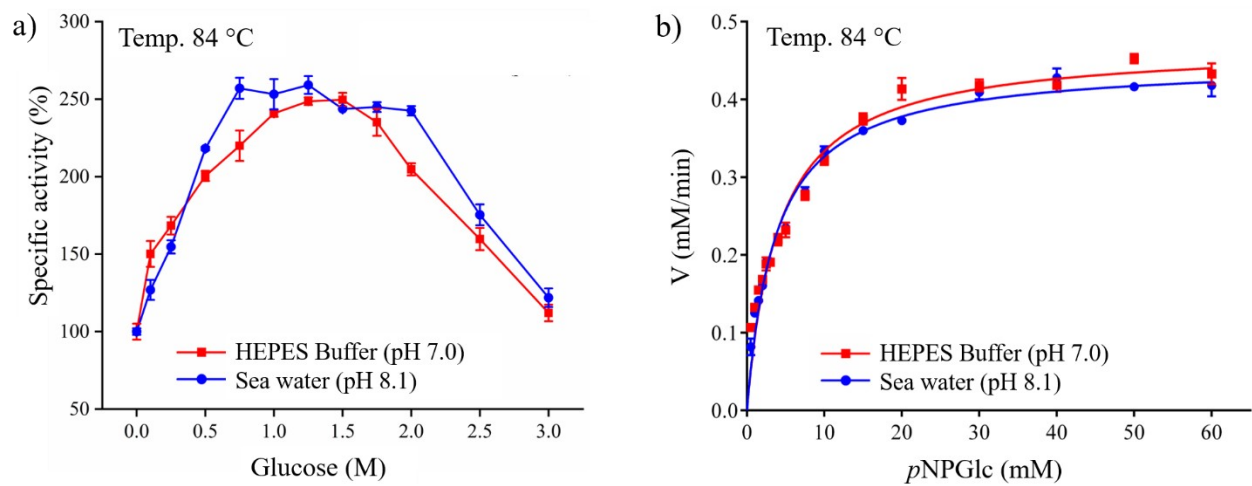 a)
Temp. 84 °C
Specific activity (%)
300
250
200
150
100
50
HEPES Buffer (pH 7.0)
Sea water (pH 8.1)
0.0 0.5 1.0 1.5 2.0 2.5 3.0
Glucose (M)
b)
Temp. 84 °C
V (mM/min)
0.4
0.3
0.2
0.1
0.0
HEPES Buffer (pH 7.0)
Sea water (pH 8.1)
0 10 20 30 40 50 60
pNPGlc (mM)